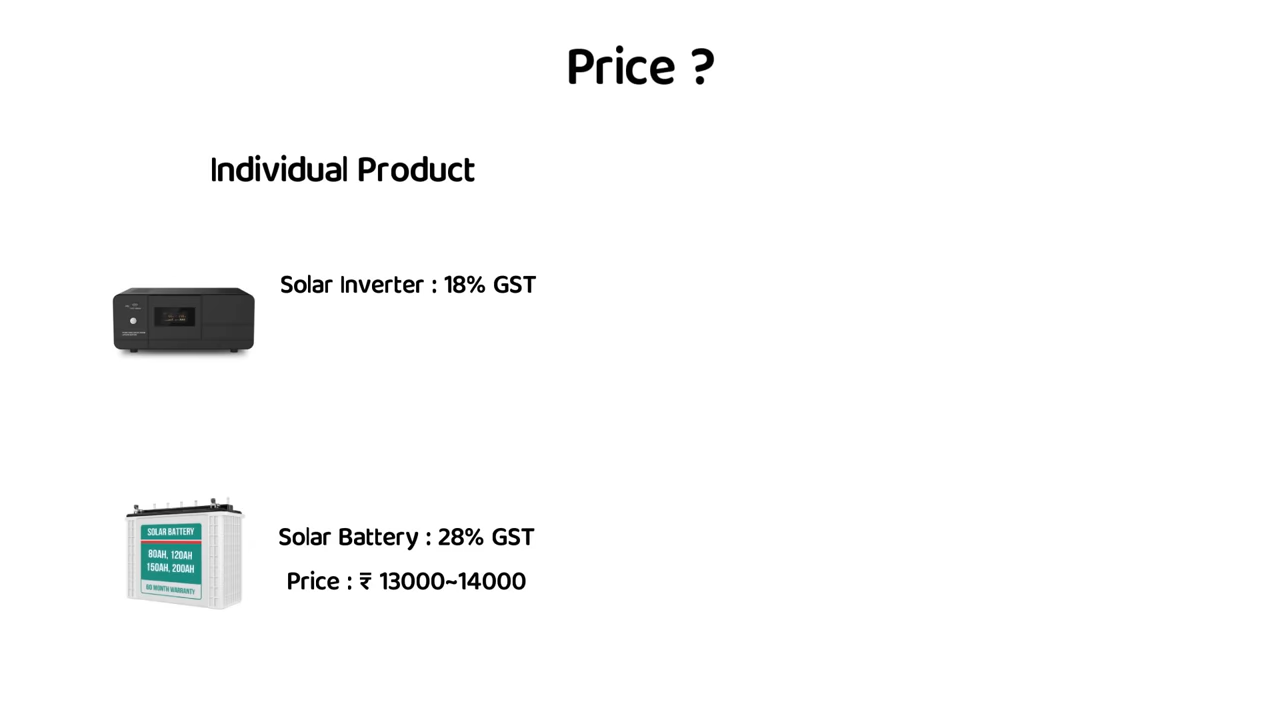 Price ?
Individual Product
Solar Inverter : 18% GST
SOLAR BATTERY
80AH, 120AH
150AH, 200AH
60 MONTH WARRANTY
Solar Battery : 28% GST
Price : ₹ 13000~14000